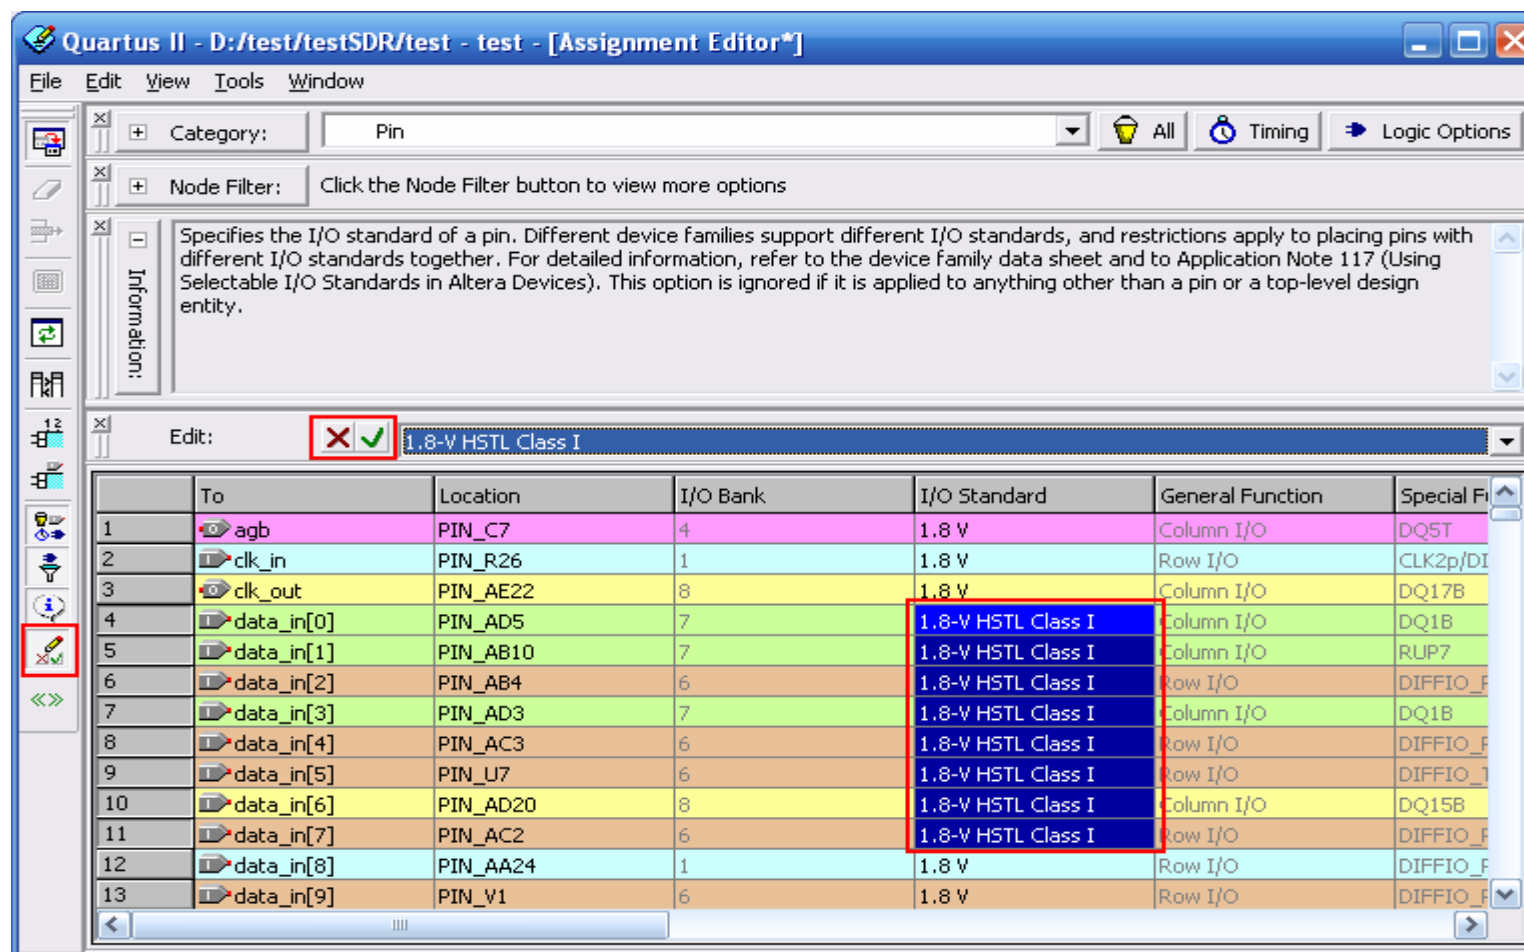 Quartus II - D:/test/testSDR/test - test - [Assignment Editor*]
File Edit View Tools Window
Category: Pin All Timing Logic Options
Node Filter: Click the Node Filter button to view more options
Information:
Specifies the I/O standard of a pin. Different device families support different I/O standards, and restrictions apply to placing pins with
different I/O standards together. For detailed information, refer to the device family data sheet and to Application Note 117 (Using
Selectable I/O Standards in Altera Devices). This option is ignored if it is applied to anything other than a pin or a top-level design
entity.
Edit: 1.8-V HSTL Class I
To Location I/O Bank I/O Standard General Function Special
1 agb PIN_C7 4 1.8 V Column I/O DQ5T
2 clk_in PIN_R26 1 1.8 V Row I/O CLK2p/DI
3 clk_out PIN_AE22 8 1.8 V Column I/O DQ17B
4 data_in[0] PIN_AD5 7 1.8-V HSTL Class I Column I/O DQ1B
5 data_in[1] PIN_AB10 7 1.8-V HSTL Class I Column I/O RUP7
6 data_in[2] PIN_AB4 6 1.8-V HSTL Class I Row I/O DIFFIO_
7 data_in[3] PIN_AD3 7 1.8-V HSTL Class I Column I/O DQ1B
8 data_in[4] PIN_AC3 6 1.8-V HSTL Class I Row I/O DIFFIO_
9 data_in[5] PIN_U7 6 1.8-V HSTL Class I Row I/O DIFFIO_
10 data_in[6] PIN_AD20 8 1.8-V HSTL Class I Column I/O DQ15B
11 data_in[7] PIN_AC2 6 1.8-V HSTL Class I Row I/O DIFFIO_
12 data_in[8] PIN_AA24 1 1.8 V Row I/O DIFFIO_
13 data_in[9] PIN_V1 6 1.8 V Row I/O DIFFIO_